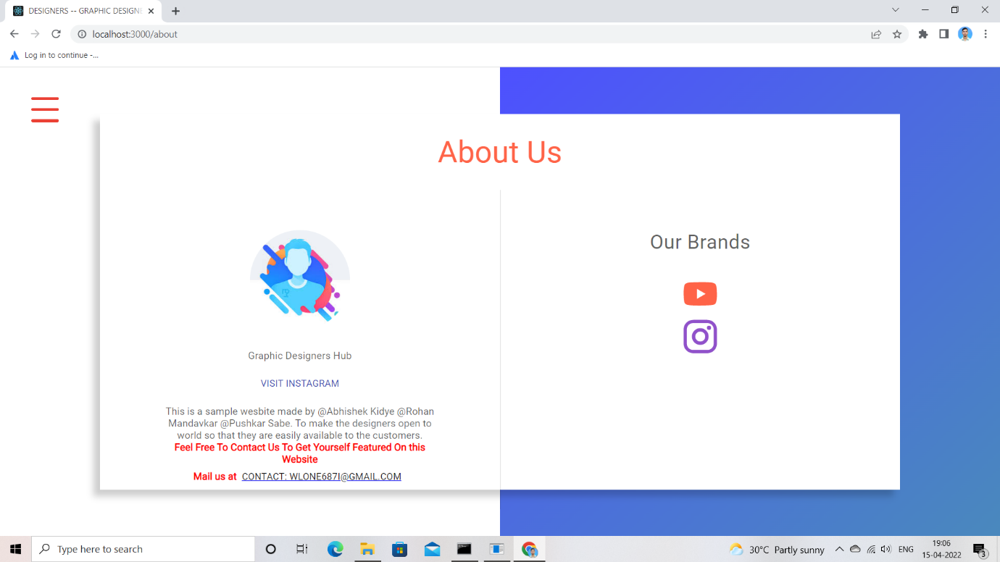 DESIGNERS -- GRAPHIC DESIGN
localhost:3000/about
Log in to continue -...
About Us
Our Brands
Graphic Designers Hub
VISIT INSTAGRAM
This is a sample wesbite made by @Abhishek Kidye @Rohan
Mandavkar @Pushkar Sabe. To make the designers open to
world so that they are easily available to the customers.
Feel Free To Contact Us To Get Yourself Featured On this
Website
Mail us at CONTACT: WLONE687I@GMAIL.COM
Type here to search
30°C Partly sunny
ENG
19:06
15-04-2022
3